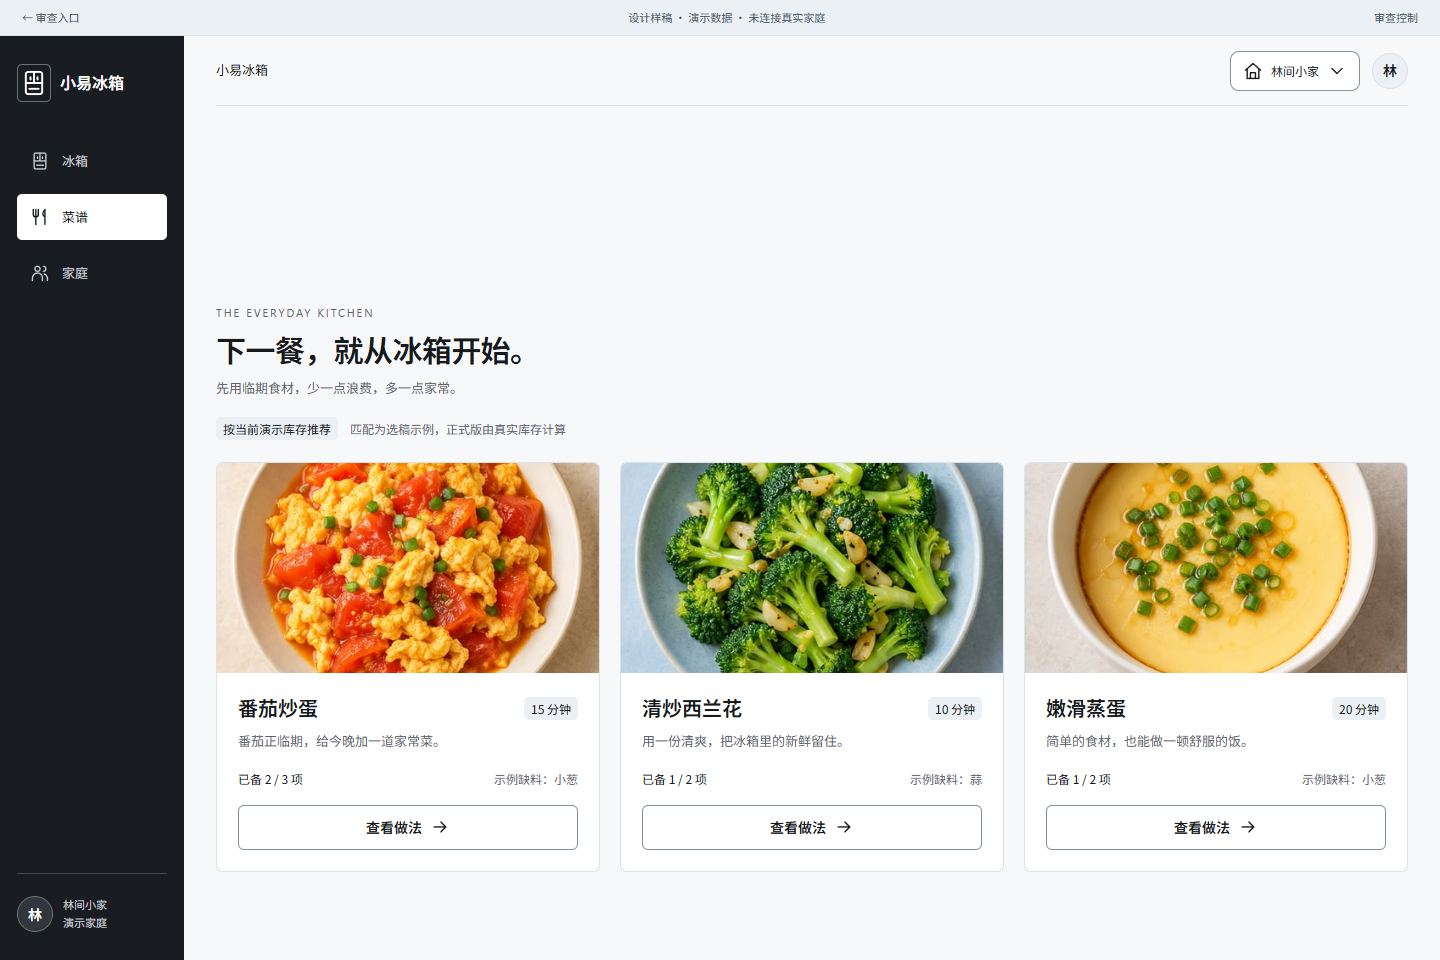 ← 审查入口
设计样稿 · 演示数据 · 未连接真实家庭
审查控制
小易冰箱
冰箱
菜谱
家庭
林
林间小家
演示家庭
小易冰箱
林间小家
林
THE EVERYDAY KITCHEN
下一餐，就从冰箱开始。
先用临期食材，少一点浪费，多一点家常。
按当前演示库存推荐
匹配为选稿示例，正式版由真实库存计算
番茄炒蛋
15 分钟
番茄正临期，给今晚加一道家常菜。
已备 2 / 3 项
示例缺料：小葱
查看做法 →
清炒西兰花
10 分钟
用一份清爽，把冰箱里的新鲜留住。
已备 1 / 2 项
示例缺料：蒜
查看做法 →
嫩滑蒸蛋
20 分钟
简单的食材，也能做一顿舒服的饭。
已备 1 / 2 项
示例缺料：小葱
查看做法 →